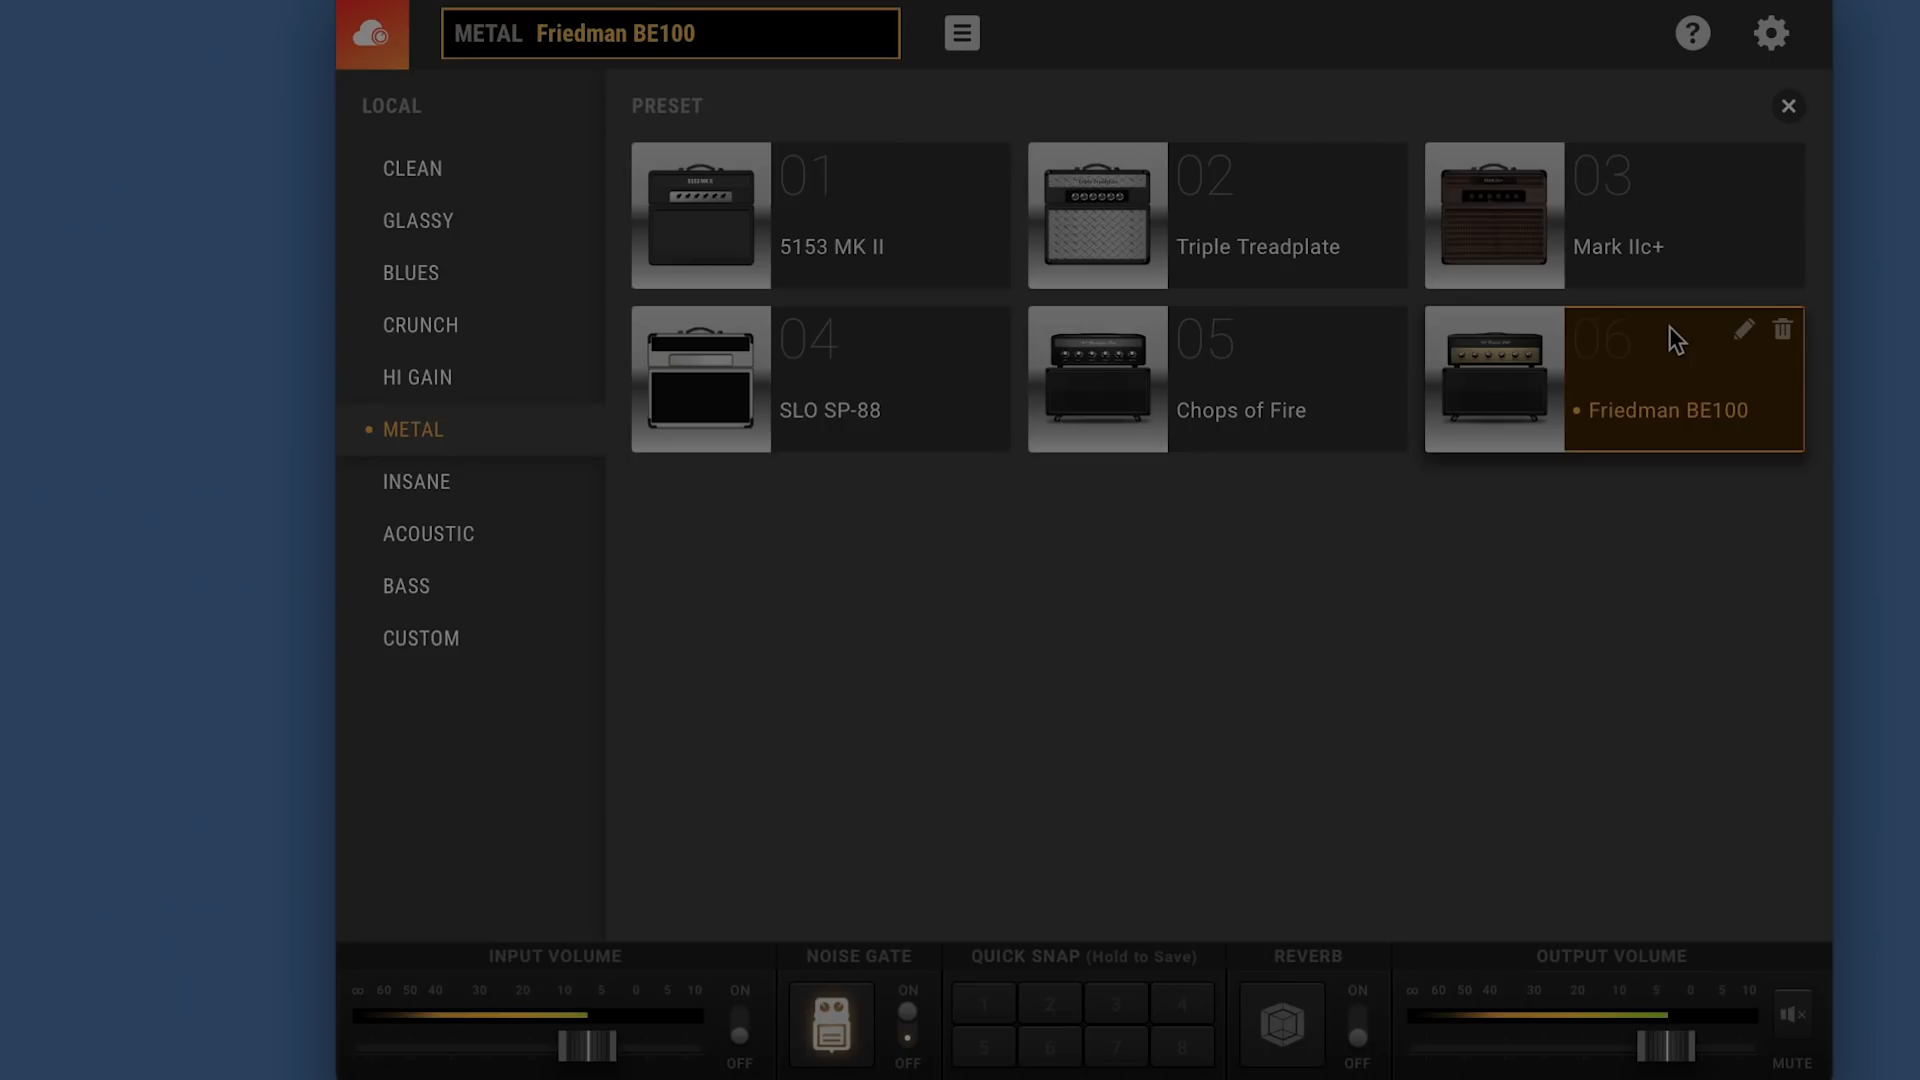 METAL Friedman BE100
LOCAL
CLEAN
GLASSY
BLUES
CRUNCH
HI GAIN
• METAL
INSANE
ACOUSTIC
BASS
CUSTOM
PRESET
01
5153 MK II
02
Triple Treadplate
03
Mark IIc+
04
SLO SP-88
05
Chops of Fire
06
• Friedman BE100
INPUT VOLUME
∞ 60 50 40 30 20 10 5 0 5 10
ON
OFF
NOISE GATE
ON
OFF
QUICK SNAP (Hold to Save)
1 2 3 4
5 6 7 8
REVERB
ON
OFF
OUTPUT VOLUME
∞ 60 50 40 30 20 10 5 0 5 10
MUTE